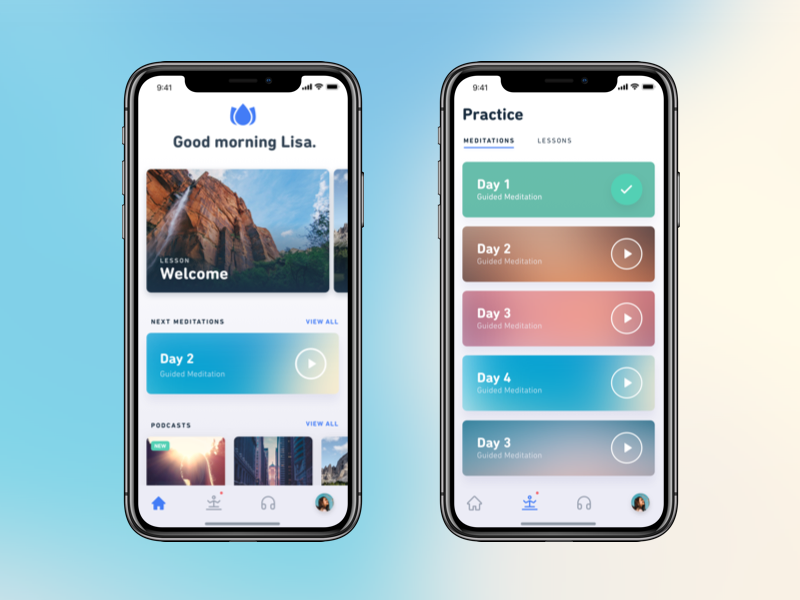 9:41
Good morning Lisa.
LESSON
Welcome
NEXT MEDITATIONS
VIEW ALL
Day 2
Guided Meditation
PODCASTS
VIEW ALL
NEW
9:41
Practice
MEDITATIONS
LESSONS
Day 1
Guided Meditation
Day 2
Guided Meditation
Day 3
Guided Meditation
Day 4
Guided Meditation
Day 3
Guided Meditation